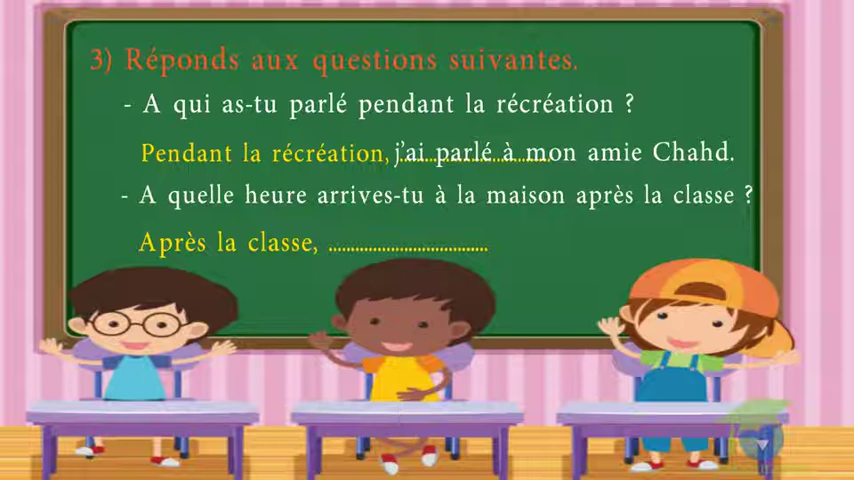 3) Réponds aux questions suivantes.
- A qui as-tu parlé pendant la récréation ?
Pendant la récréation, j'ai parlé à mon amie Chahd.
- A quelle heure arrives-tu à la maison après la classe ?
Après la classe, ....................................